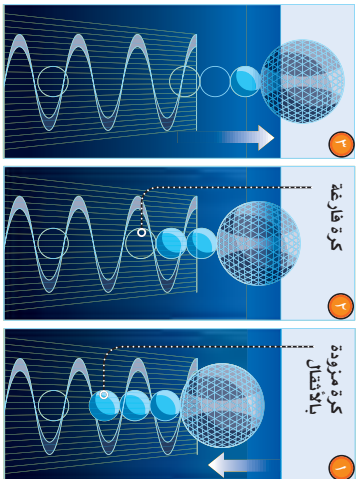 ١
كرة مزودة
بالأثقال
٢
كرة فارغة
٣